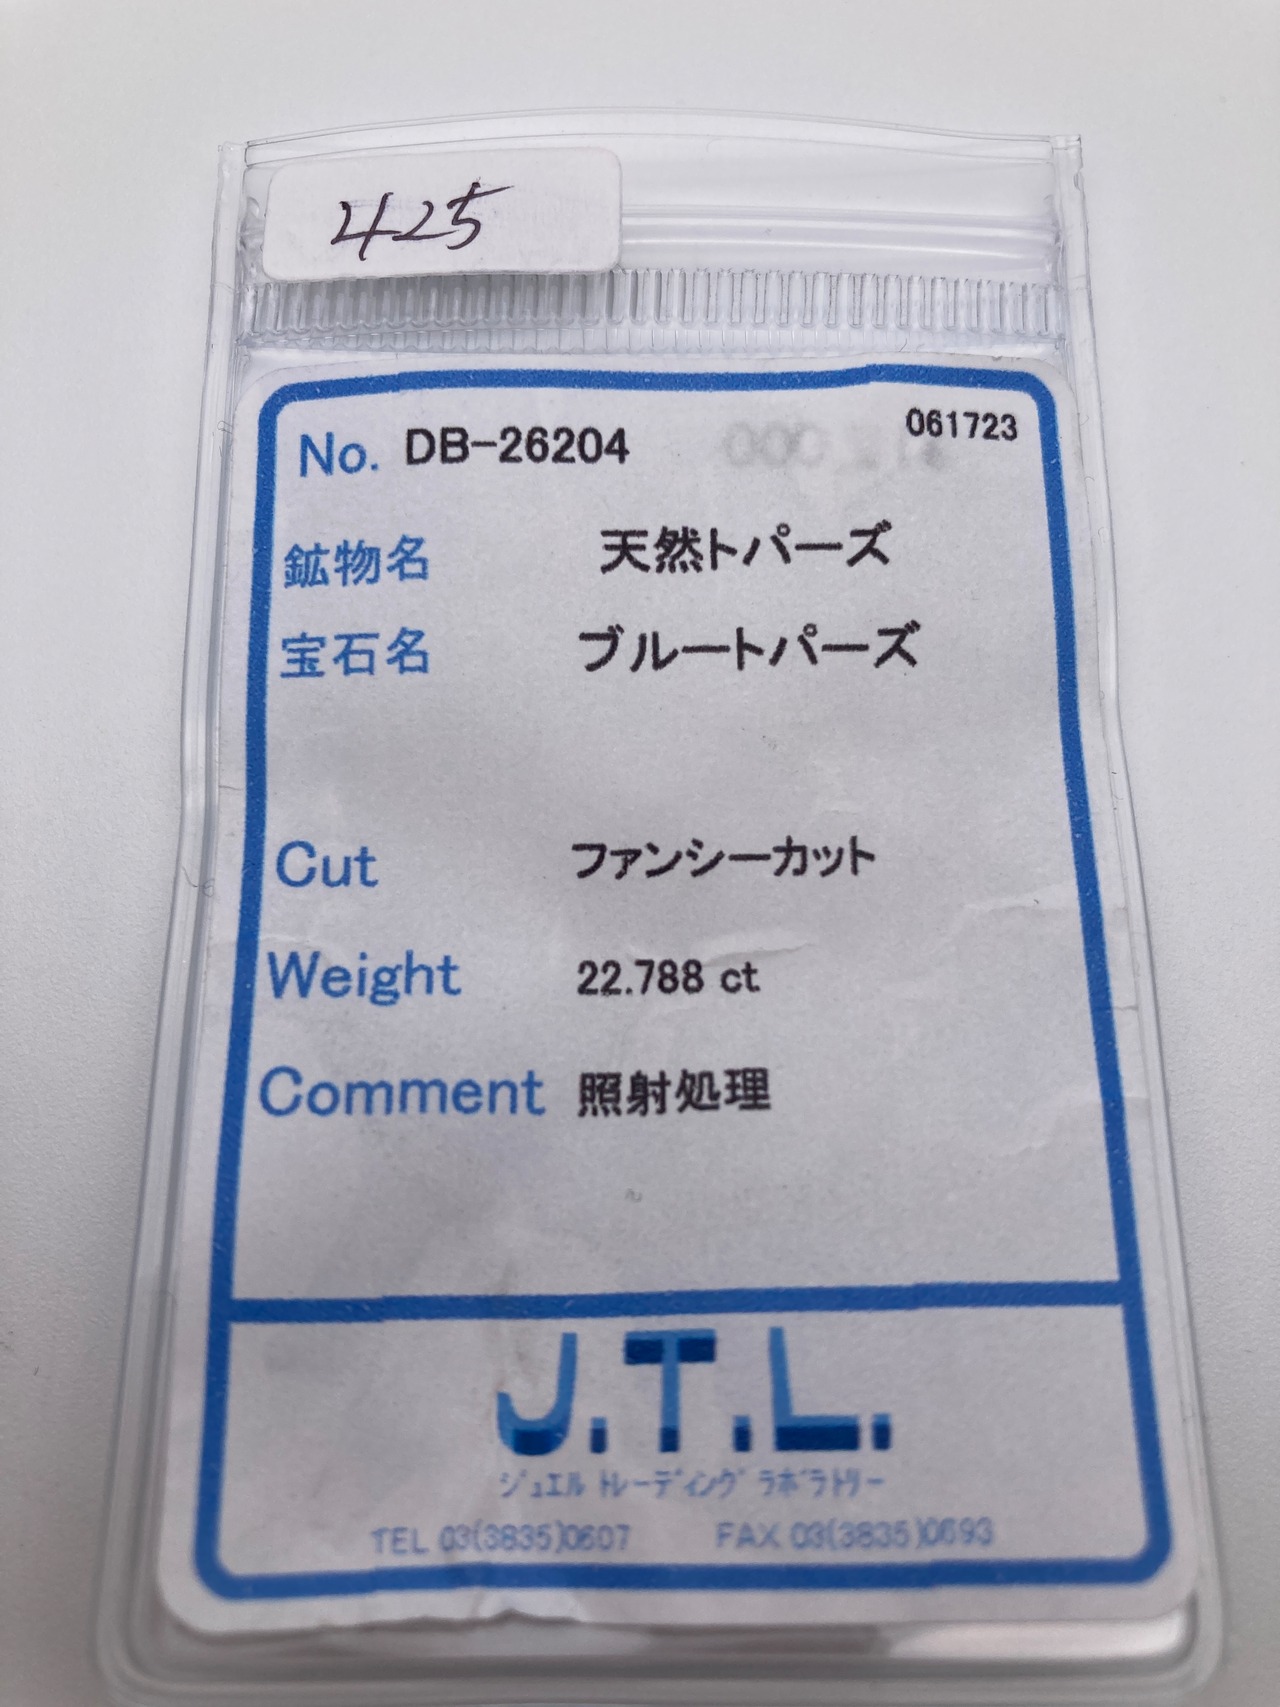 425
No. DB-26204 061723
鉱物名 天然トパーズ
宝石名 ブルートパーズ
Cut ファンシーカット
Weight 22.788 ct
Comment 照射処理
J.T.L.
ジュエル トレーディング ラボラトリー
TEL 03(3835)0607 FAX 03(3835)0693